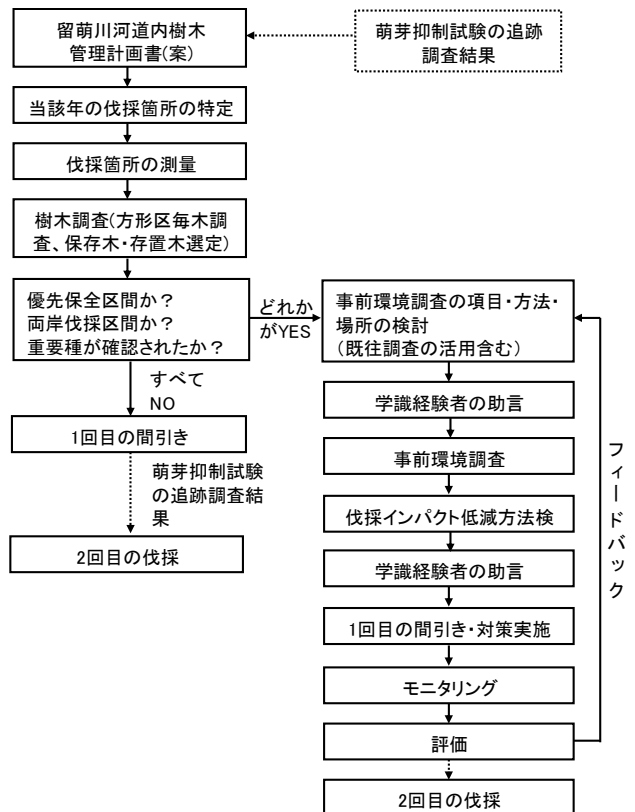 留萌川河道内樹木
管理計画書(案)
萌芽抑制試験の追跡
調査結果
当該年の伐採箇所の特定
伐採箇所の測量
樹木調査(方形区毎木調
査、保存木・存置木選定)
優先保全区間か？
両岸伐採区間か？
重要種が確認されたか？
どれか
がYES
すべて
NO
1回目の間引き
萌芽抑制試験
の追跡調査結
果
2回目の伐採
事前環境調査の項目・方法・
場所の検討
(既往調査の活用含む)
学識経験者の助言
事前環境調査
伐採インパクト低減方法検
学識経験者の助言
1回目の間引き・対策実施
モニタリング
評価
2回目の伐採
フィードバック